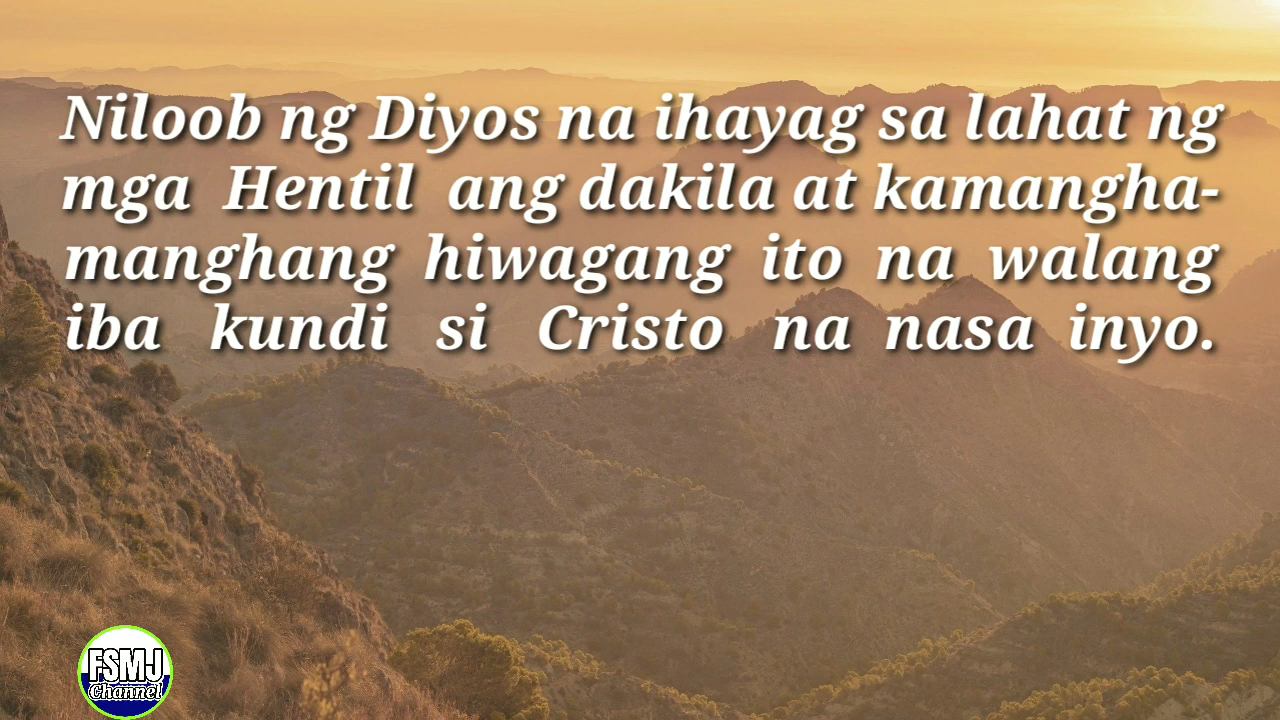 Niloob ng Diyos na ihayag sa lahat ng
mga Hentil ang dakila at kamangha-
manghang hiwagang ito na walang
iba kundi si Cristo na nasa inyo.
FSMJ
Channel